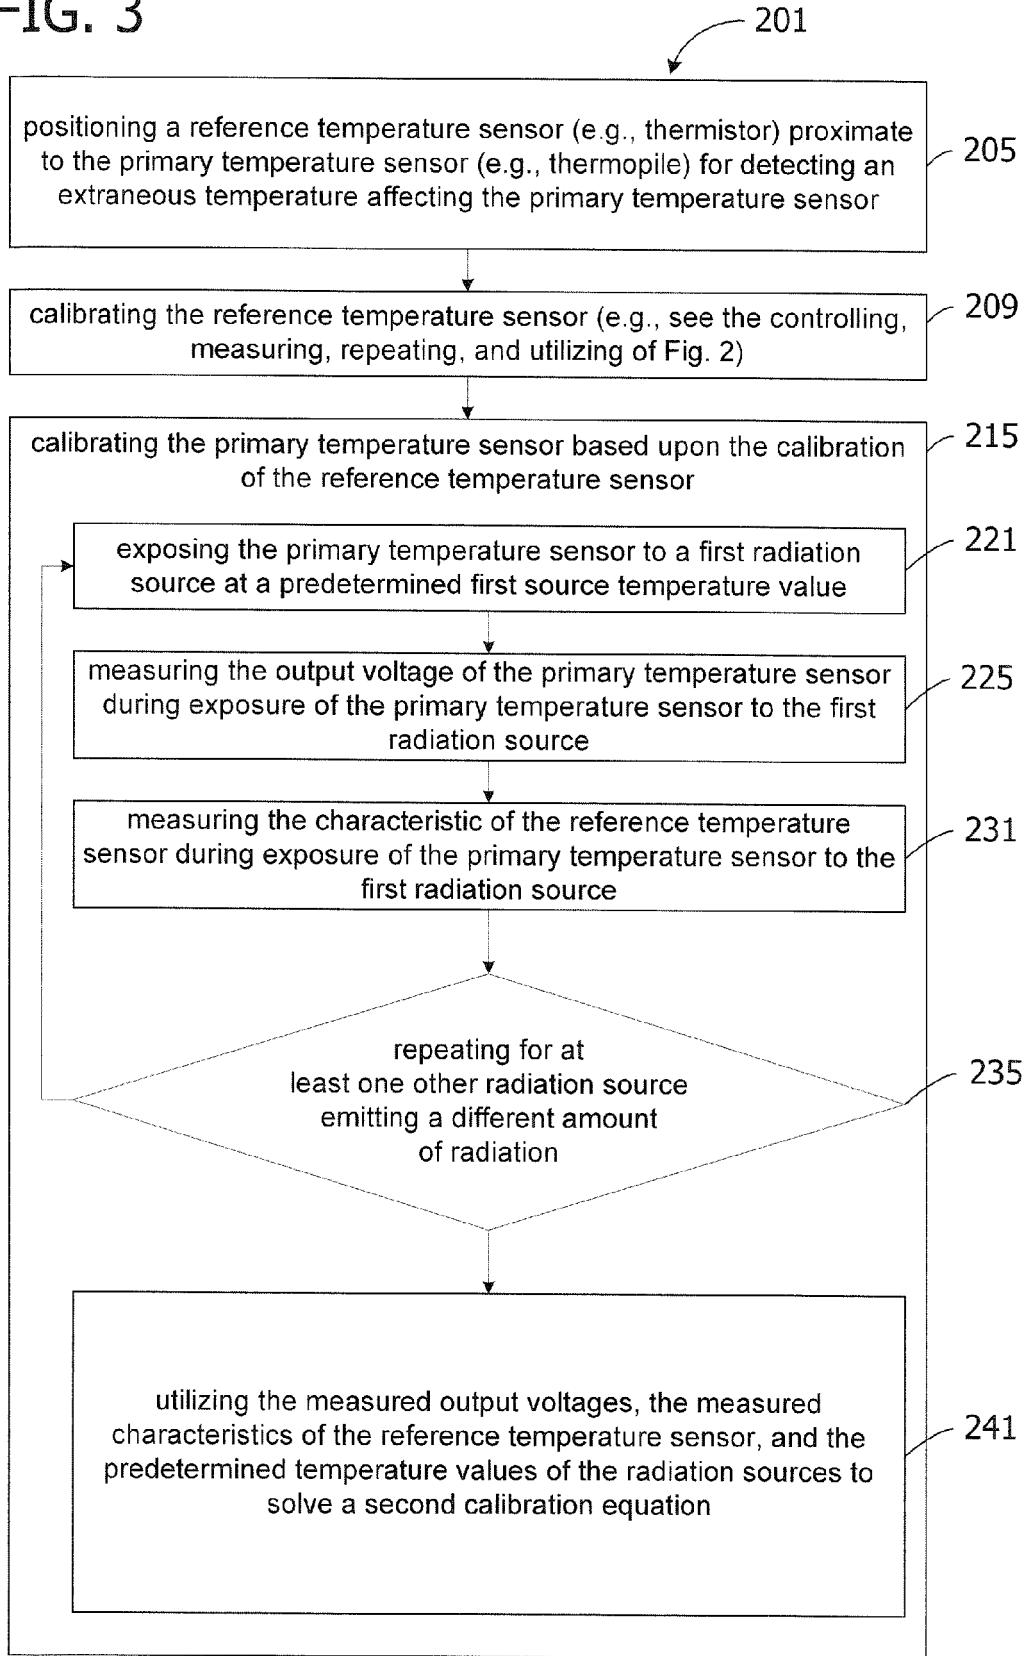 FIG. 3
201
positioning a reference temperature sensor (e.g., thermistor) proximate
to the primary temperature sensor (e.g., thermopile) for detecting an
extraneous temperature affecting the primary temperature sensor
205
calibrating the reference temperature sensor (e.g., see the controlling,
measuring, repeating, and utilizing of Fig. 2)
209
calibrating the primary temperature sensor based upon the calibration
of the reference temperature sensor
215
exposing the primary temperature sensor to a first radiation
source at a predetermined first source temperature value
221
measuring the output voltage of the primary temperature sensor
during exposure of the primary temperature sensor to the first
radiation source
225
measuring the characteristic of the reference temperature
sensor during exposure of the primary temperature sensor to the
first radiation source
231
repeating for at
least one other radiation source
emitting a different amount
of radiation
235
utilizing the measured output voltages, the measured
characteristics of the reference temperature sensor, and the
predetermined temperature values of the radiation sources to
solve a second calibration equation
241